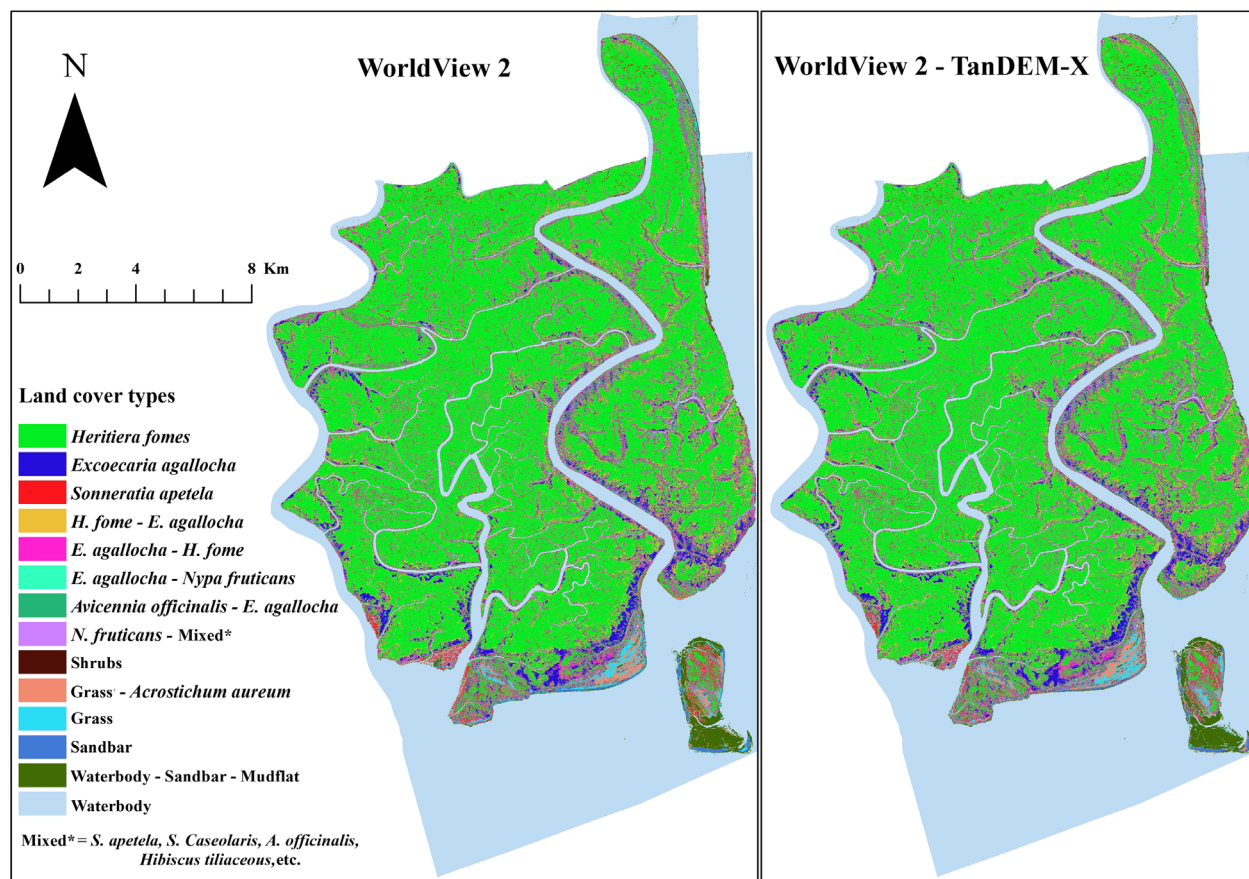 WorldView 2
WorldView 2 - TanDEM-X
N
0 2 4 8 Km
Land cover types
Heritiera fomes
Excoecaria agallocha
Sonneratia apetela
H. fome - E. agallocha
E. agallocha - H. fome
E. agallocha - Nypa fruticans
Avicennia officinalis - E. agallocha
N. fruticans - Mixed*
Shrubs
Grass - Acrostichum aureum
Grass
Sandbar
Waterbody - Sandbar - Mudflat
Waterbody
Mixed* = S. apetela, S. Caseolaris, A. officinalis,
Hibiscus tiliaceous,etc.